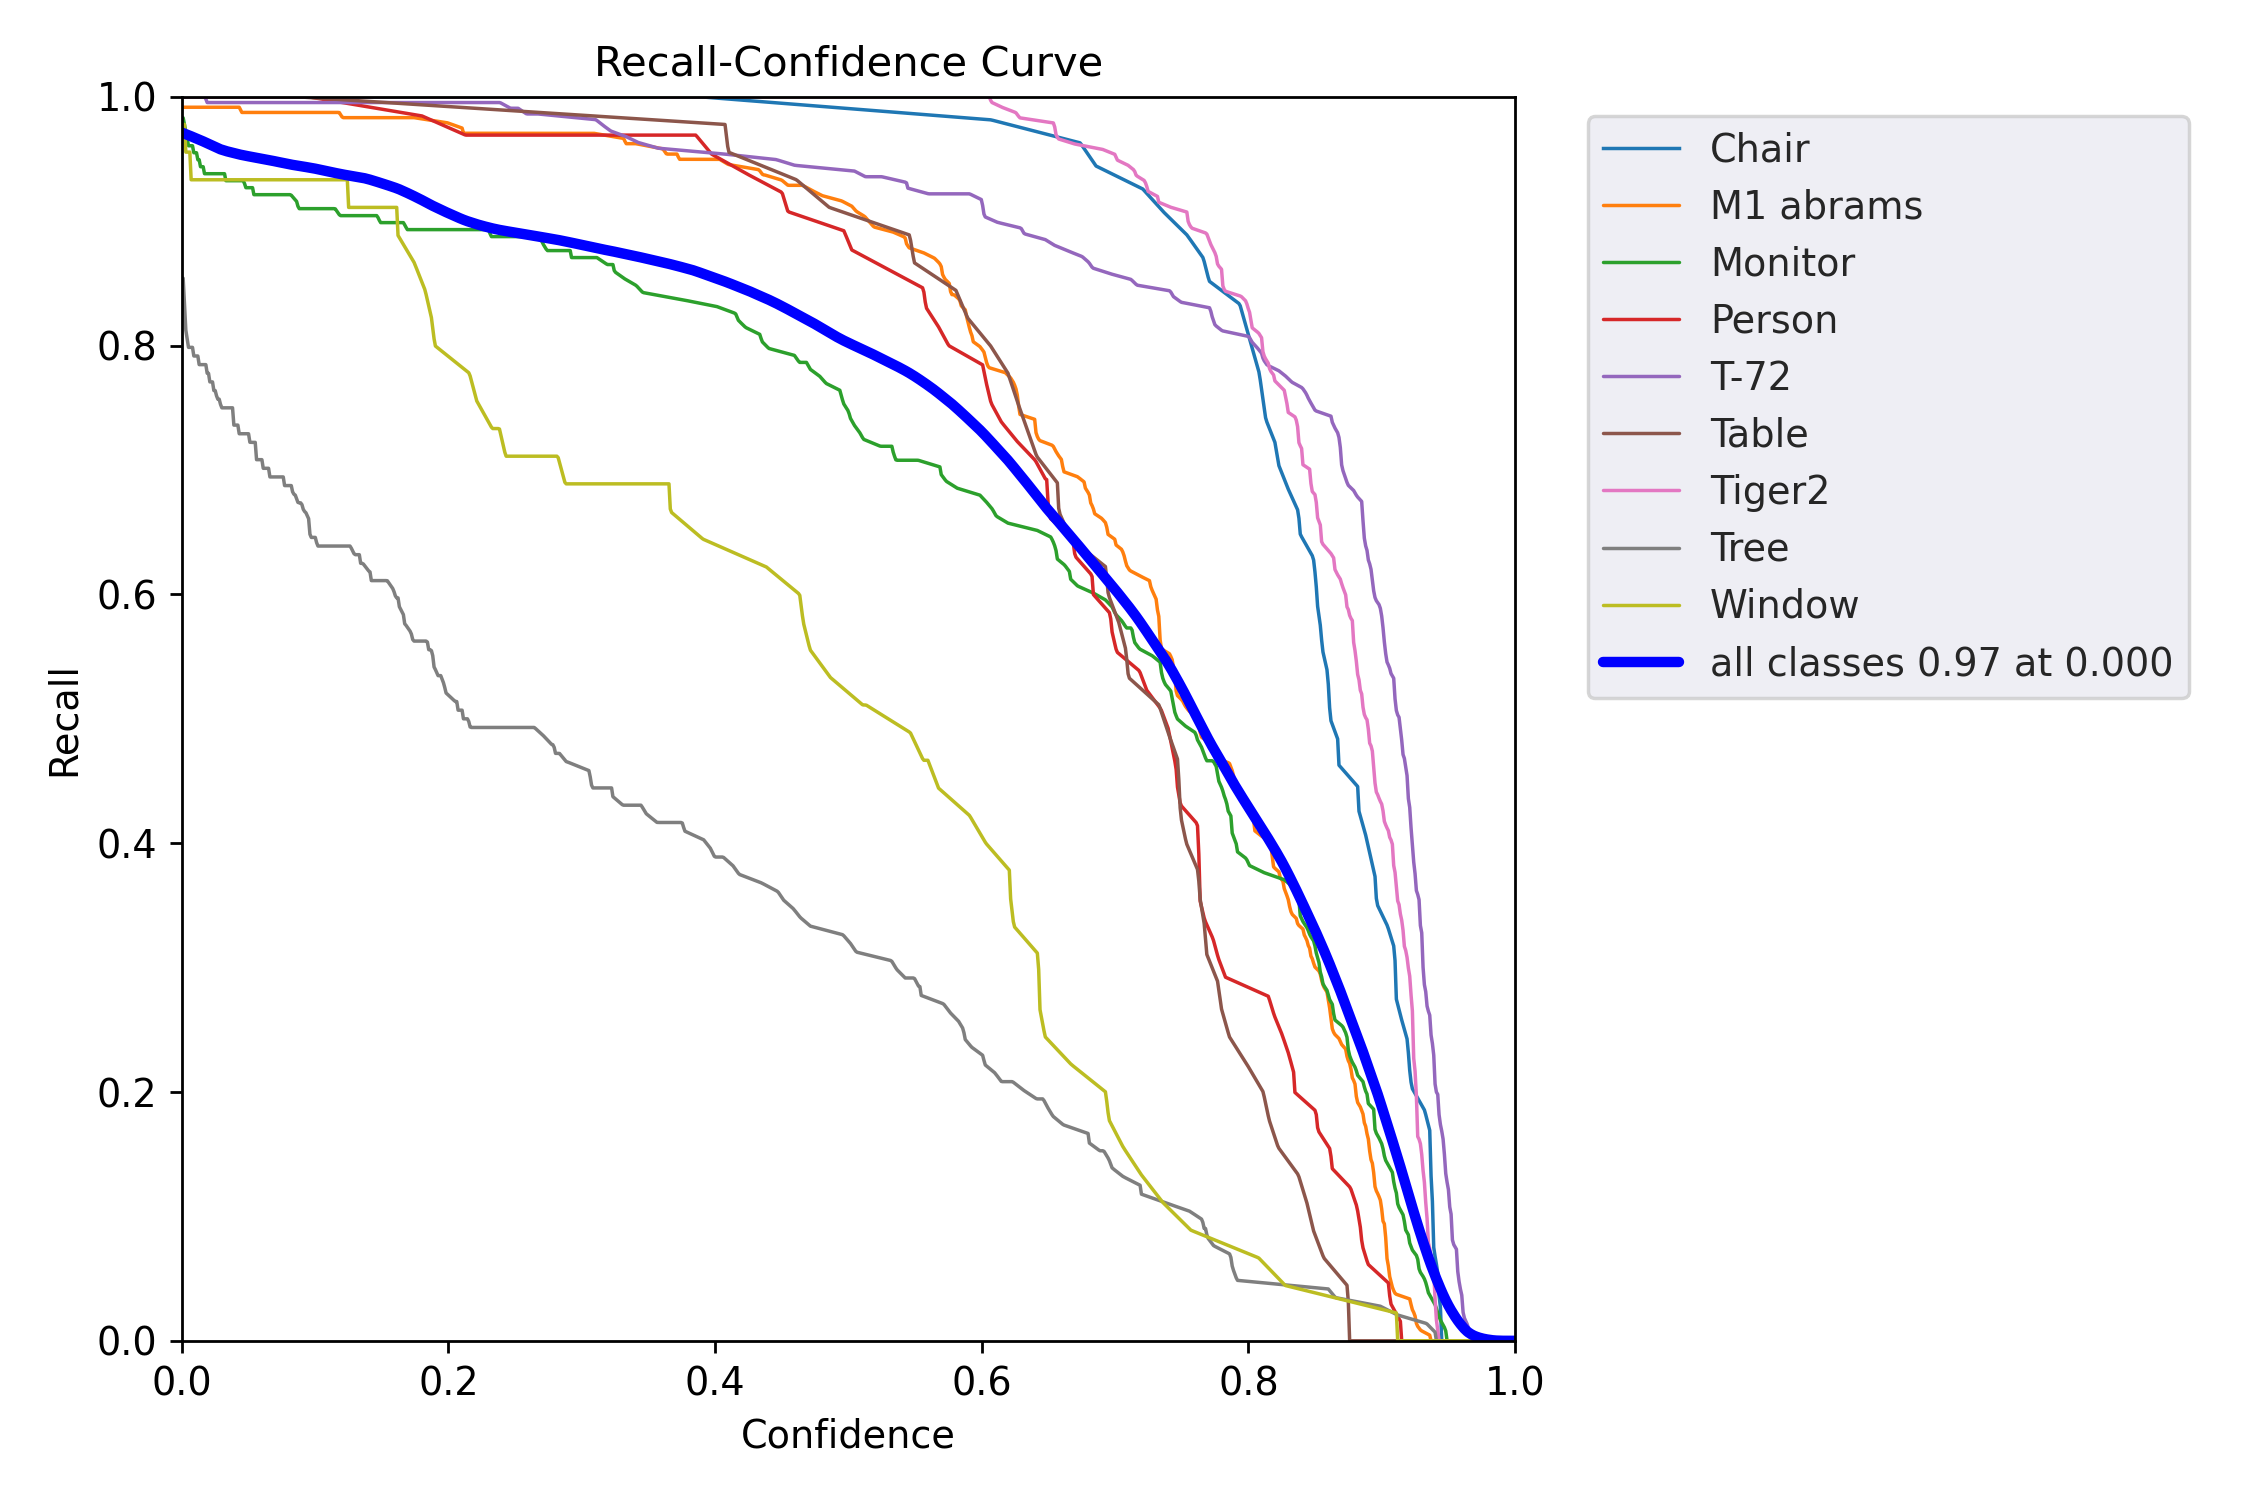 Recall-Confidence Curve
1.0
0.8
0.6
0.4
0.2
0.0
Recall
0.0 0.2 0.4 0.6 0.8 1.0
Confidence
Chair
M1 abrams
Monitor
Person
T-72
Table
Tiger2
Tree
Window
all classes 0.97 at 0.000